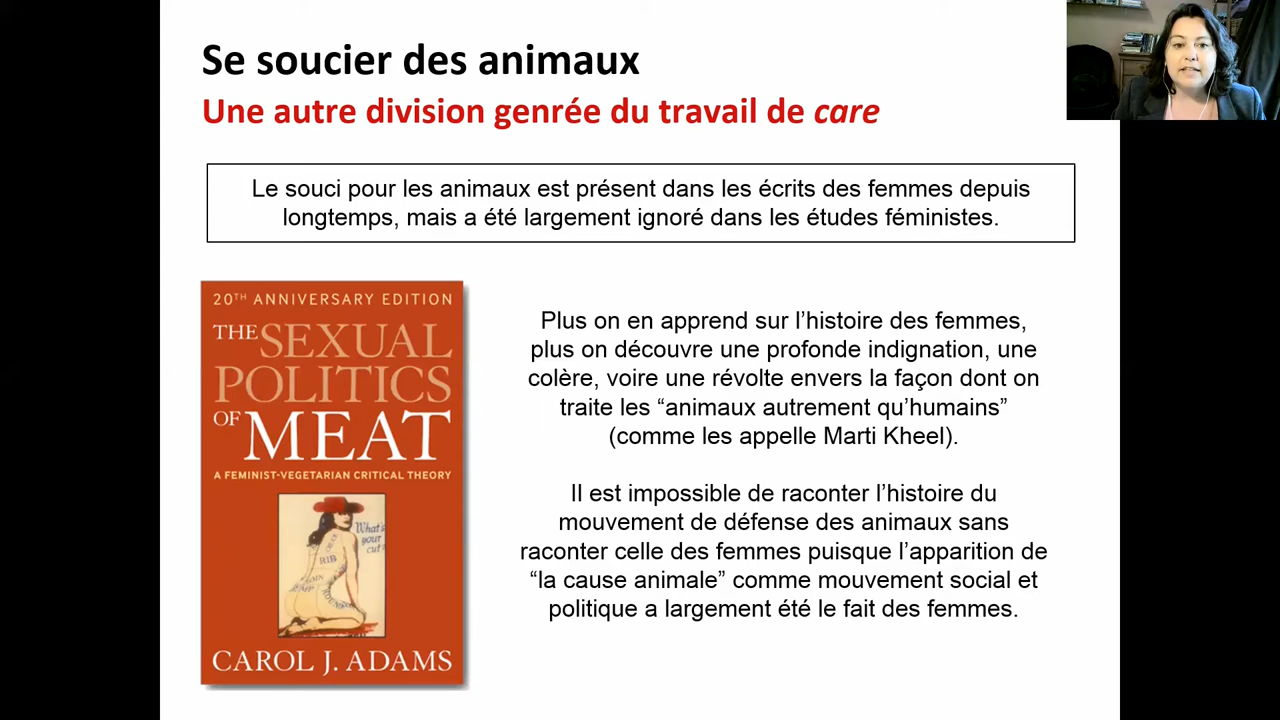 Se soucier des animaux
Une autre division genrée du travail de care
Le souci pour les animaux est présent dans les écrits des femmes depuis
longtemps, mais a été largement ignoré dans les études féministes.
20TH ANNIVERSARY EDITION
THE SEXUAL
POLITICS
OF MEAT
A FEMINIST-VEGETARIAN CRITICAL THEORY
What's
your
cut?
RIB
CAROL J. ADAMS
Plus on en apprend sur l’histoire des femmes,
plus on découvre une profonde indignation, une
colère, voire une révolte envers la façon dont on
traite les “animaux autrement qu’humains”
(comme les appelle Marti Kheel).
Il est impossible de raconter l’histoire du
mouvement de défense des animaux sans
raconter celle des femmes puisque l’apparition de
“la cause animale” comme mouvement social et
politique a largement été le fait des femmes.